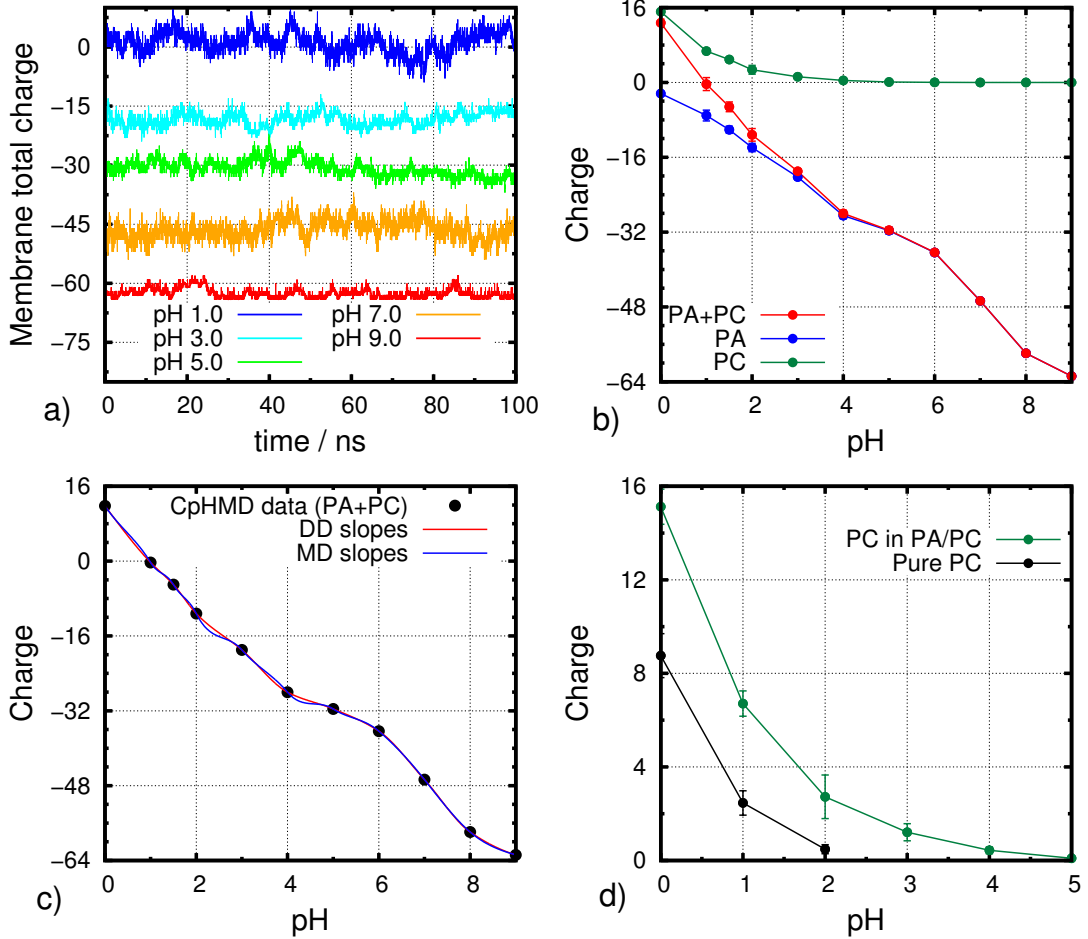 Membrane total charge
0
−15
−30
−45
−60
−75
pH 1.0
pH 3.0
pH 5.0
pH 7.0
pH 9.0
0 20 40 60 80 100
time / ns
a)
Charge
16
0
−16
−32
−48
−64
PA+PC
PA
PC
0 2 4 6 8
pH
b)
Charge
16
0
−16
−32
−48
−64
CpHMD data (PA+PC)
DD slopes
MD slopes
0 2 4 6 8
pH
c)
Charge
16
12
8
4
0
PC in PA/PC
Pure PC
0 1 2 3 4 5
pH
d)